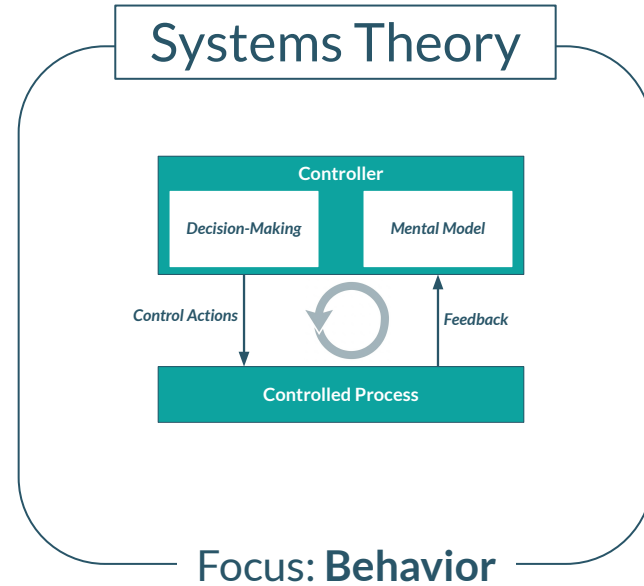 Systems Theory
Controller
Decision-Making
Mental Model
Control Actions
Feedback
Controlled Process
Focus: Behavior